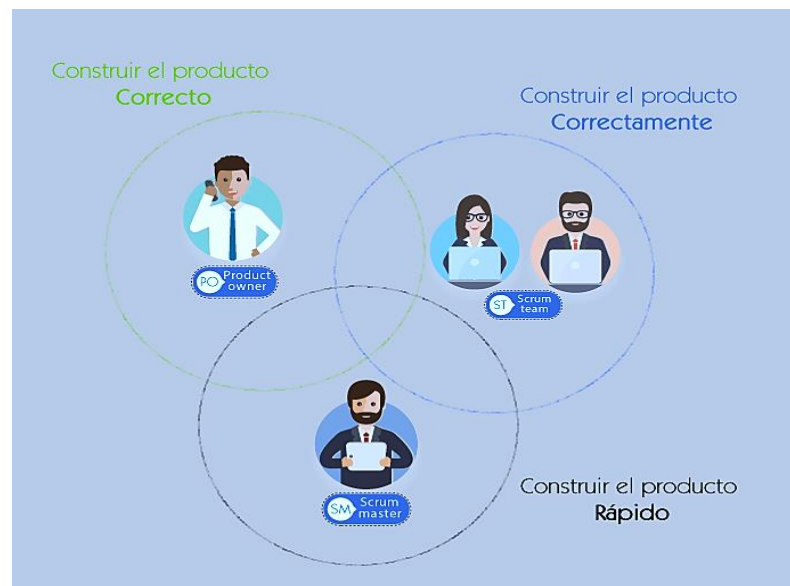 Construir el producto
Correcto
Construir el producto
Correctamente
PO Product
owner
ST Scrum
team
SM Scrum
master
Construir el producto
Rápido